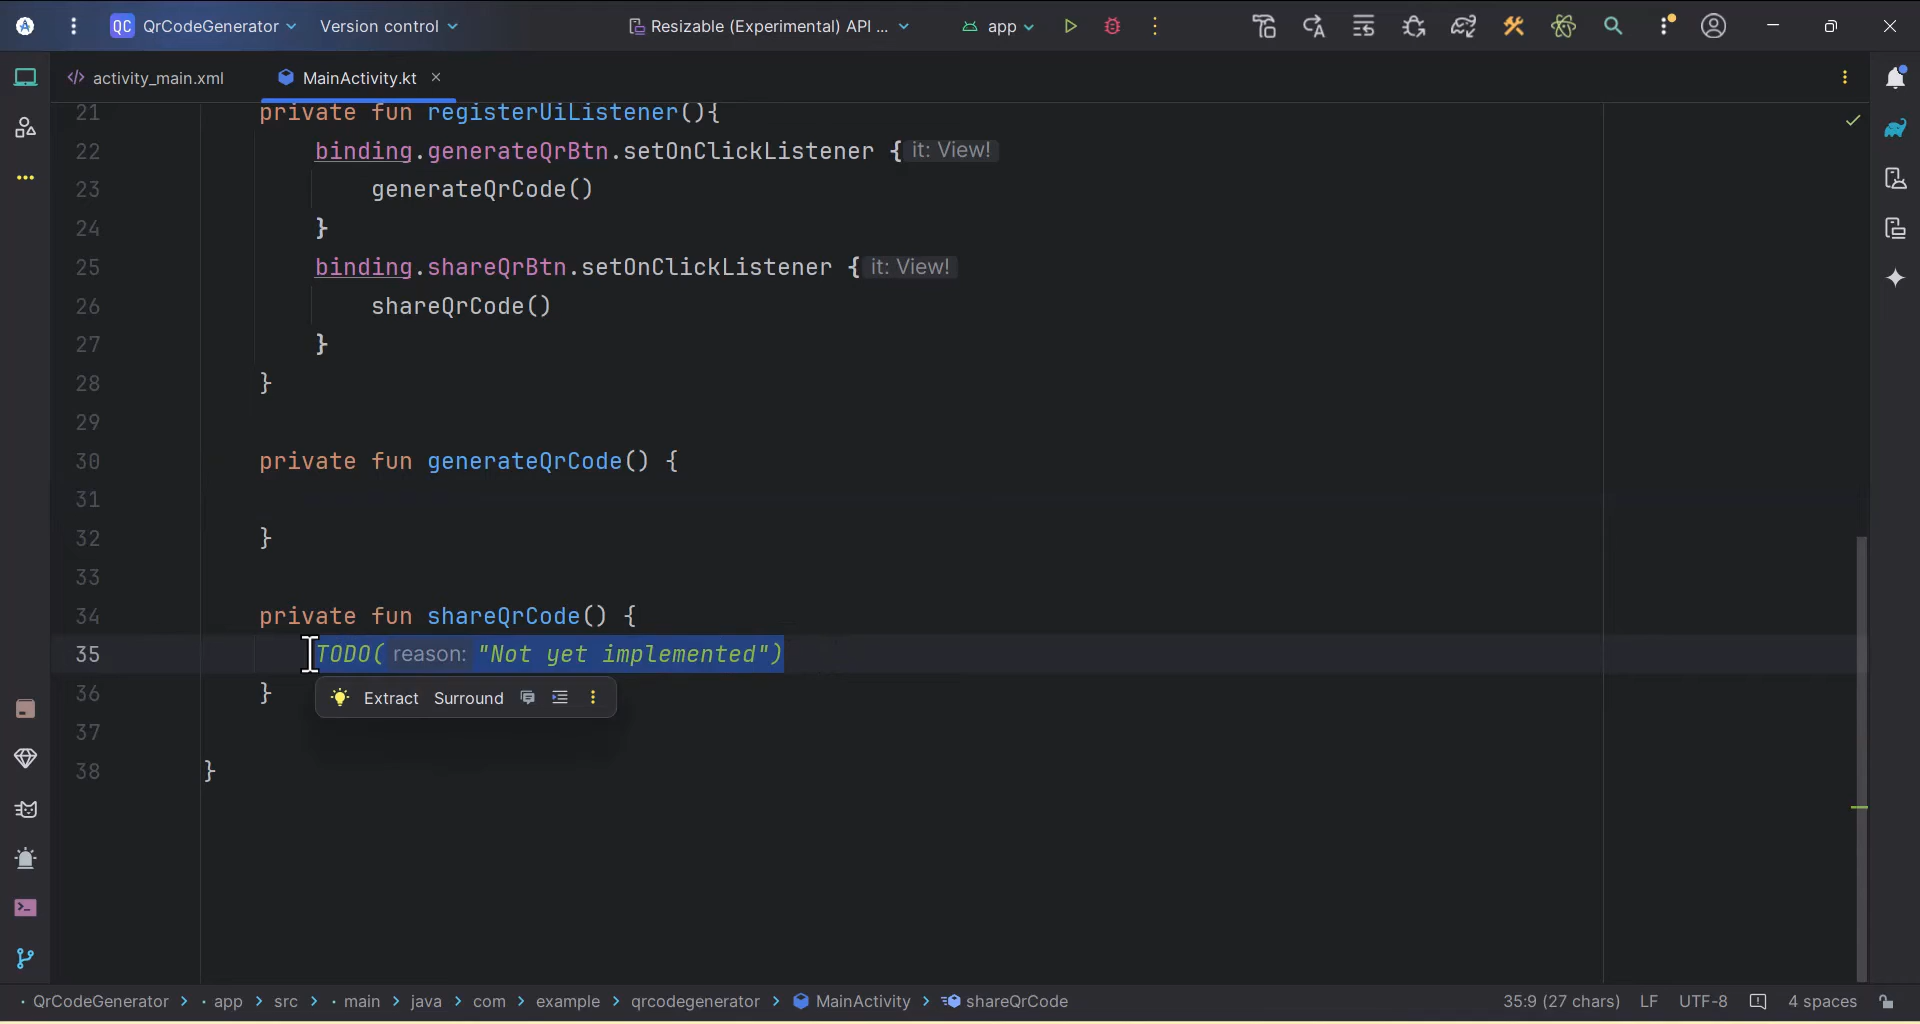 QC QrCodeGenerator Version control Resizable (Experimental) API ... app
activity_main.xml MainActivity.kt
21 private fun registerUiListener(){
22 binding.generateQrBtn.setOnClickListener { it: View!
23 generateQrCode()
24 }
25 binding.shareQrBtn.setOnClickListener { it: View!
26 shareQrCode()
27 }
28 }
29
30 private fun generateQrCode() {
31
32 }
33
34 private fun shareQrCode() {
35 TODO( reason: "Not yet implemented")
36 }
Extract Surround
37
38 }
QrCodeGenerator > app > src > main > java > com > example > qrcodegenerator > MainActivity > shareQrCode 35:9 (27 chars) LF UTF-8 4 spaces